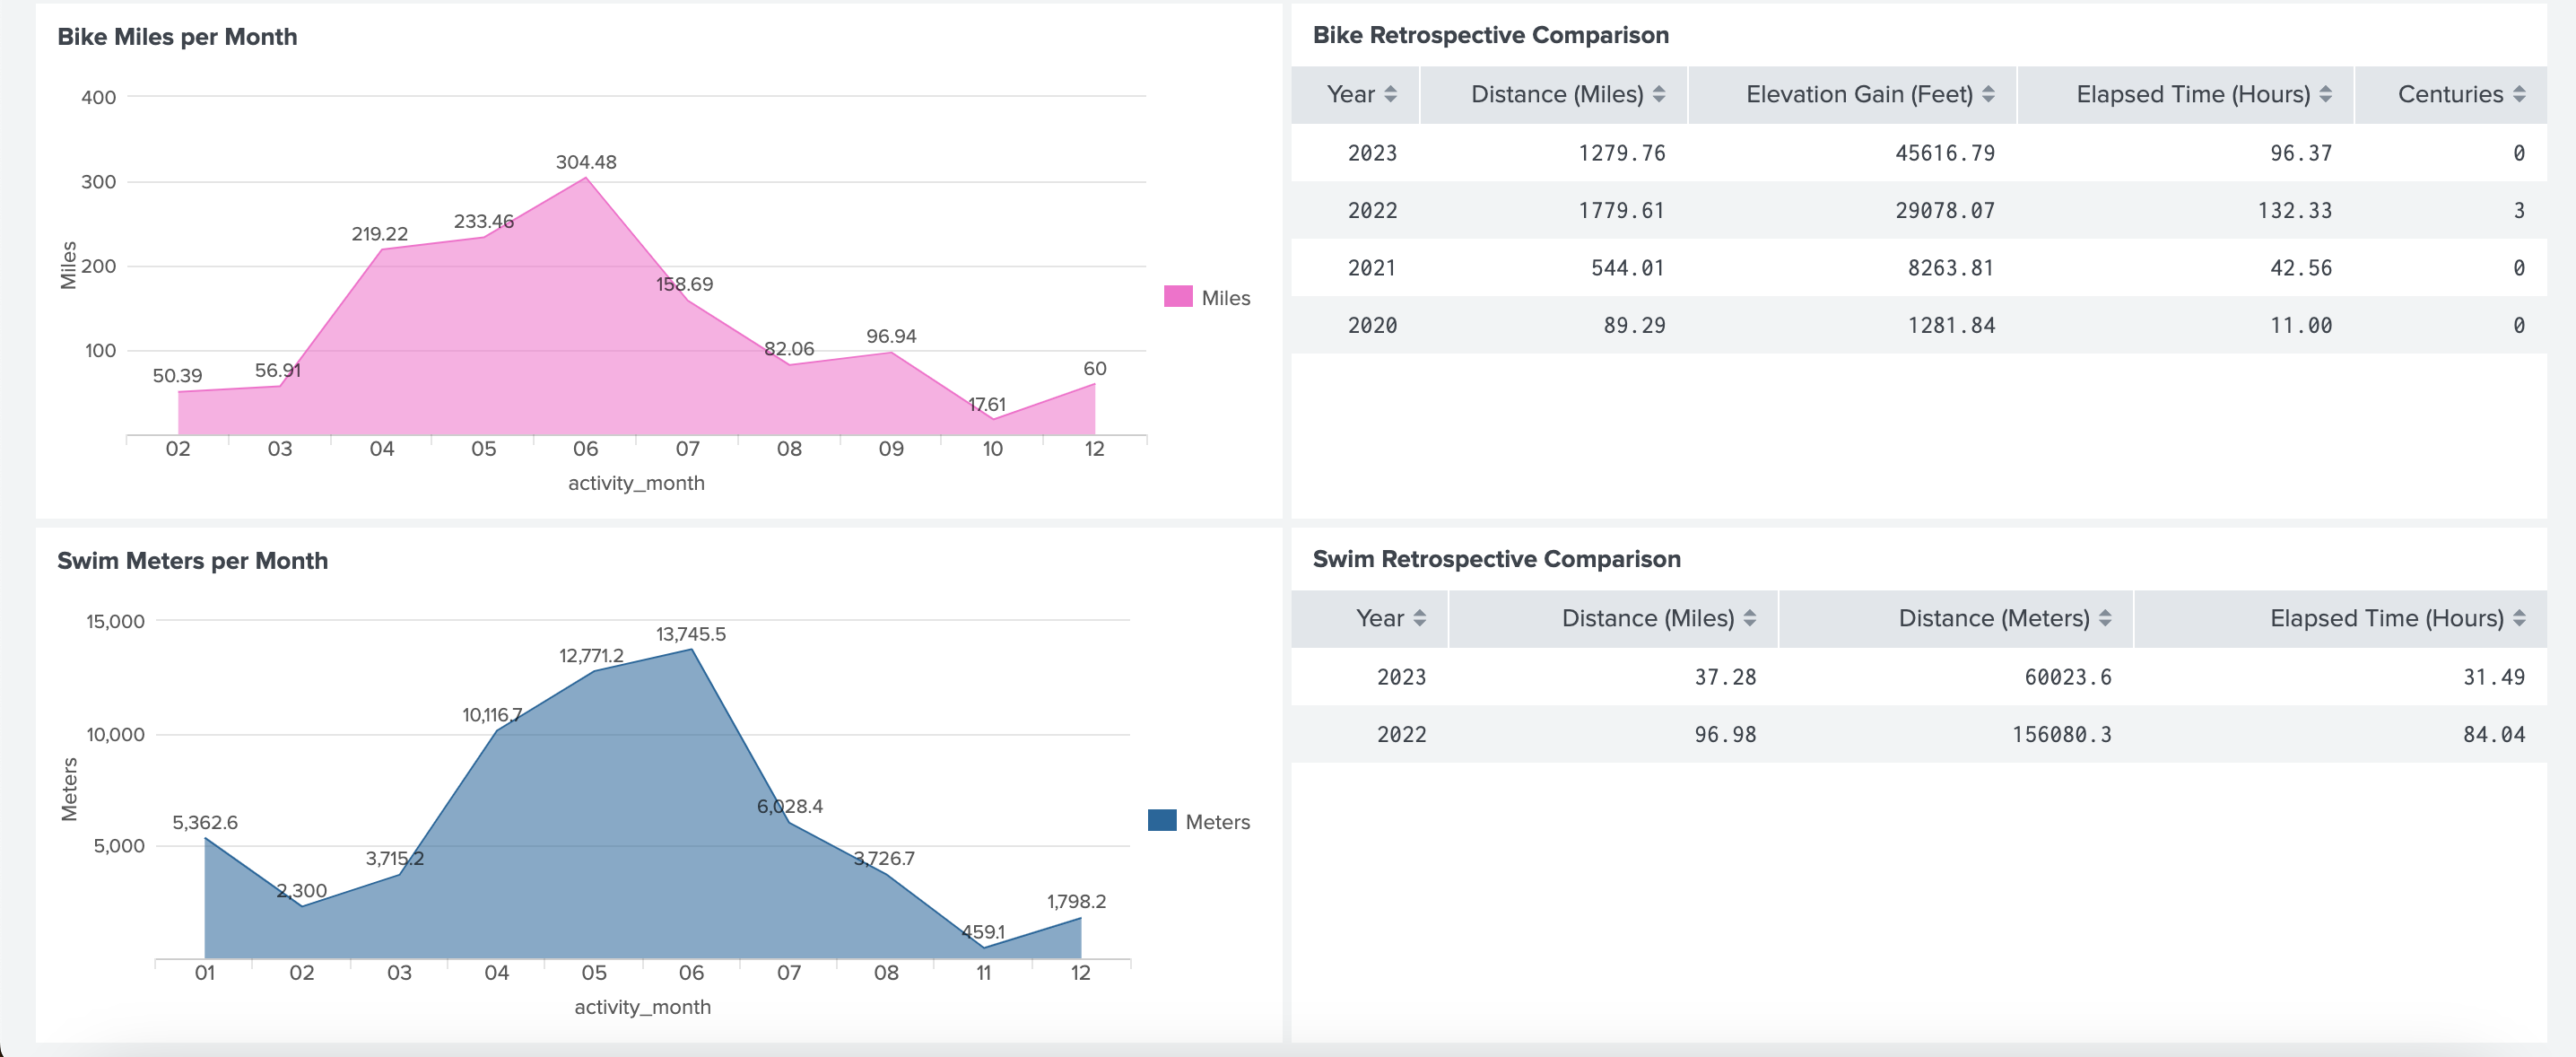 Bike Miles per Month
400
300
200
100
Miles
50.39
56.91
219.22
233.46
304.48
158.69
82.06
96.94
17.61
60
02 03 04 05 06 07 08 09 10 12
activity_month
Miles
Bike Retrospective Comparison
Year Distance (Miles) Elevation Gain (Feet) Elapsed Time (Hours) Centuries
2023 1279.76 45616.79 96.37 0
2022 1779.61 29078.07 132.33 3
2021 544.01 8263.81 42.56 0
2020 89.29 1281.84 11.00 0
Swim Meters per Month
15,000
10,000
5,000
Meters
5,362.6
2,300
3,715.2
10,116.7
12,771.2
13,745.5
6,028.4
3,726.7
459.1
1,798.2
01 02 03 04 05 06 07 08 11 12
activity_month
Meters
Swim Retrospective Comparison
Year Distance (Miles) Distance (Meters) Elapsed Time (Hours)
2023 37.28 60023.6 31.49
2022 96.98 156080.3 84.04